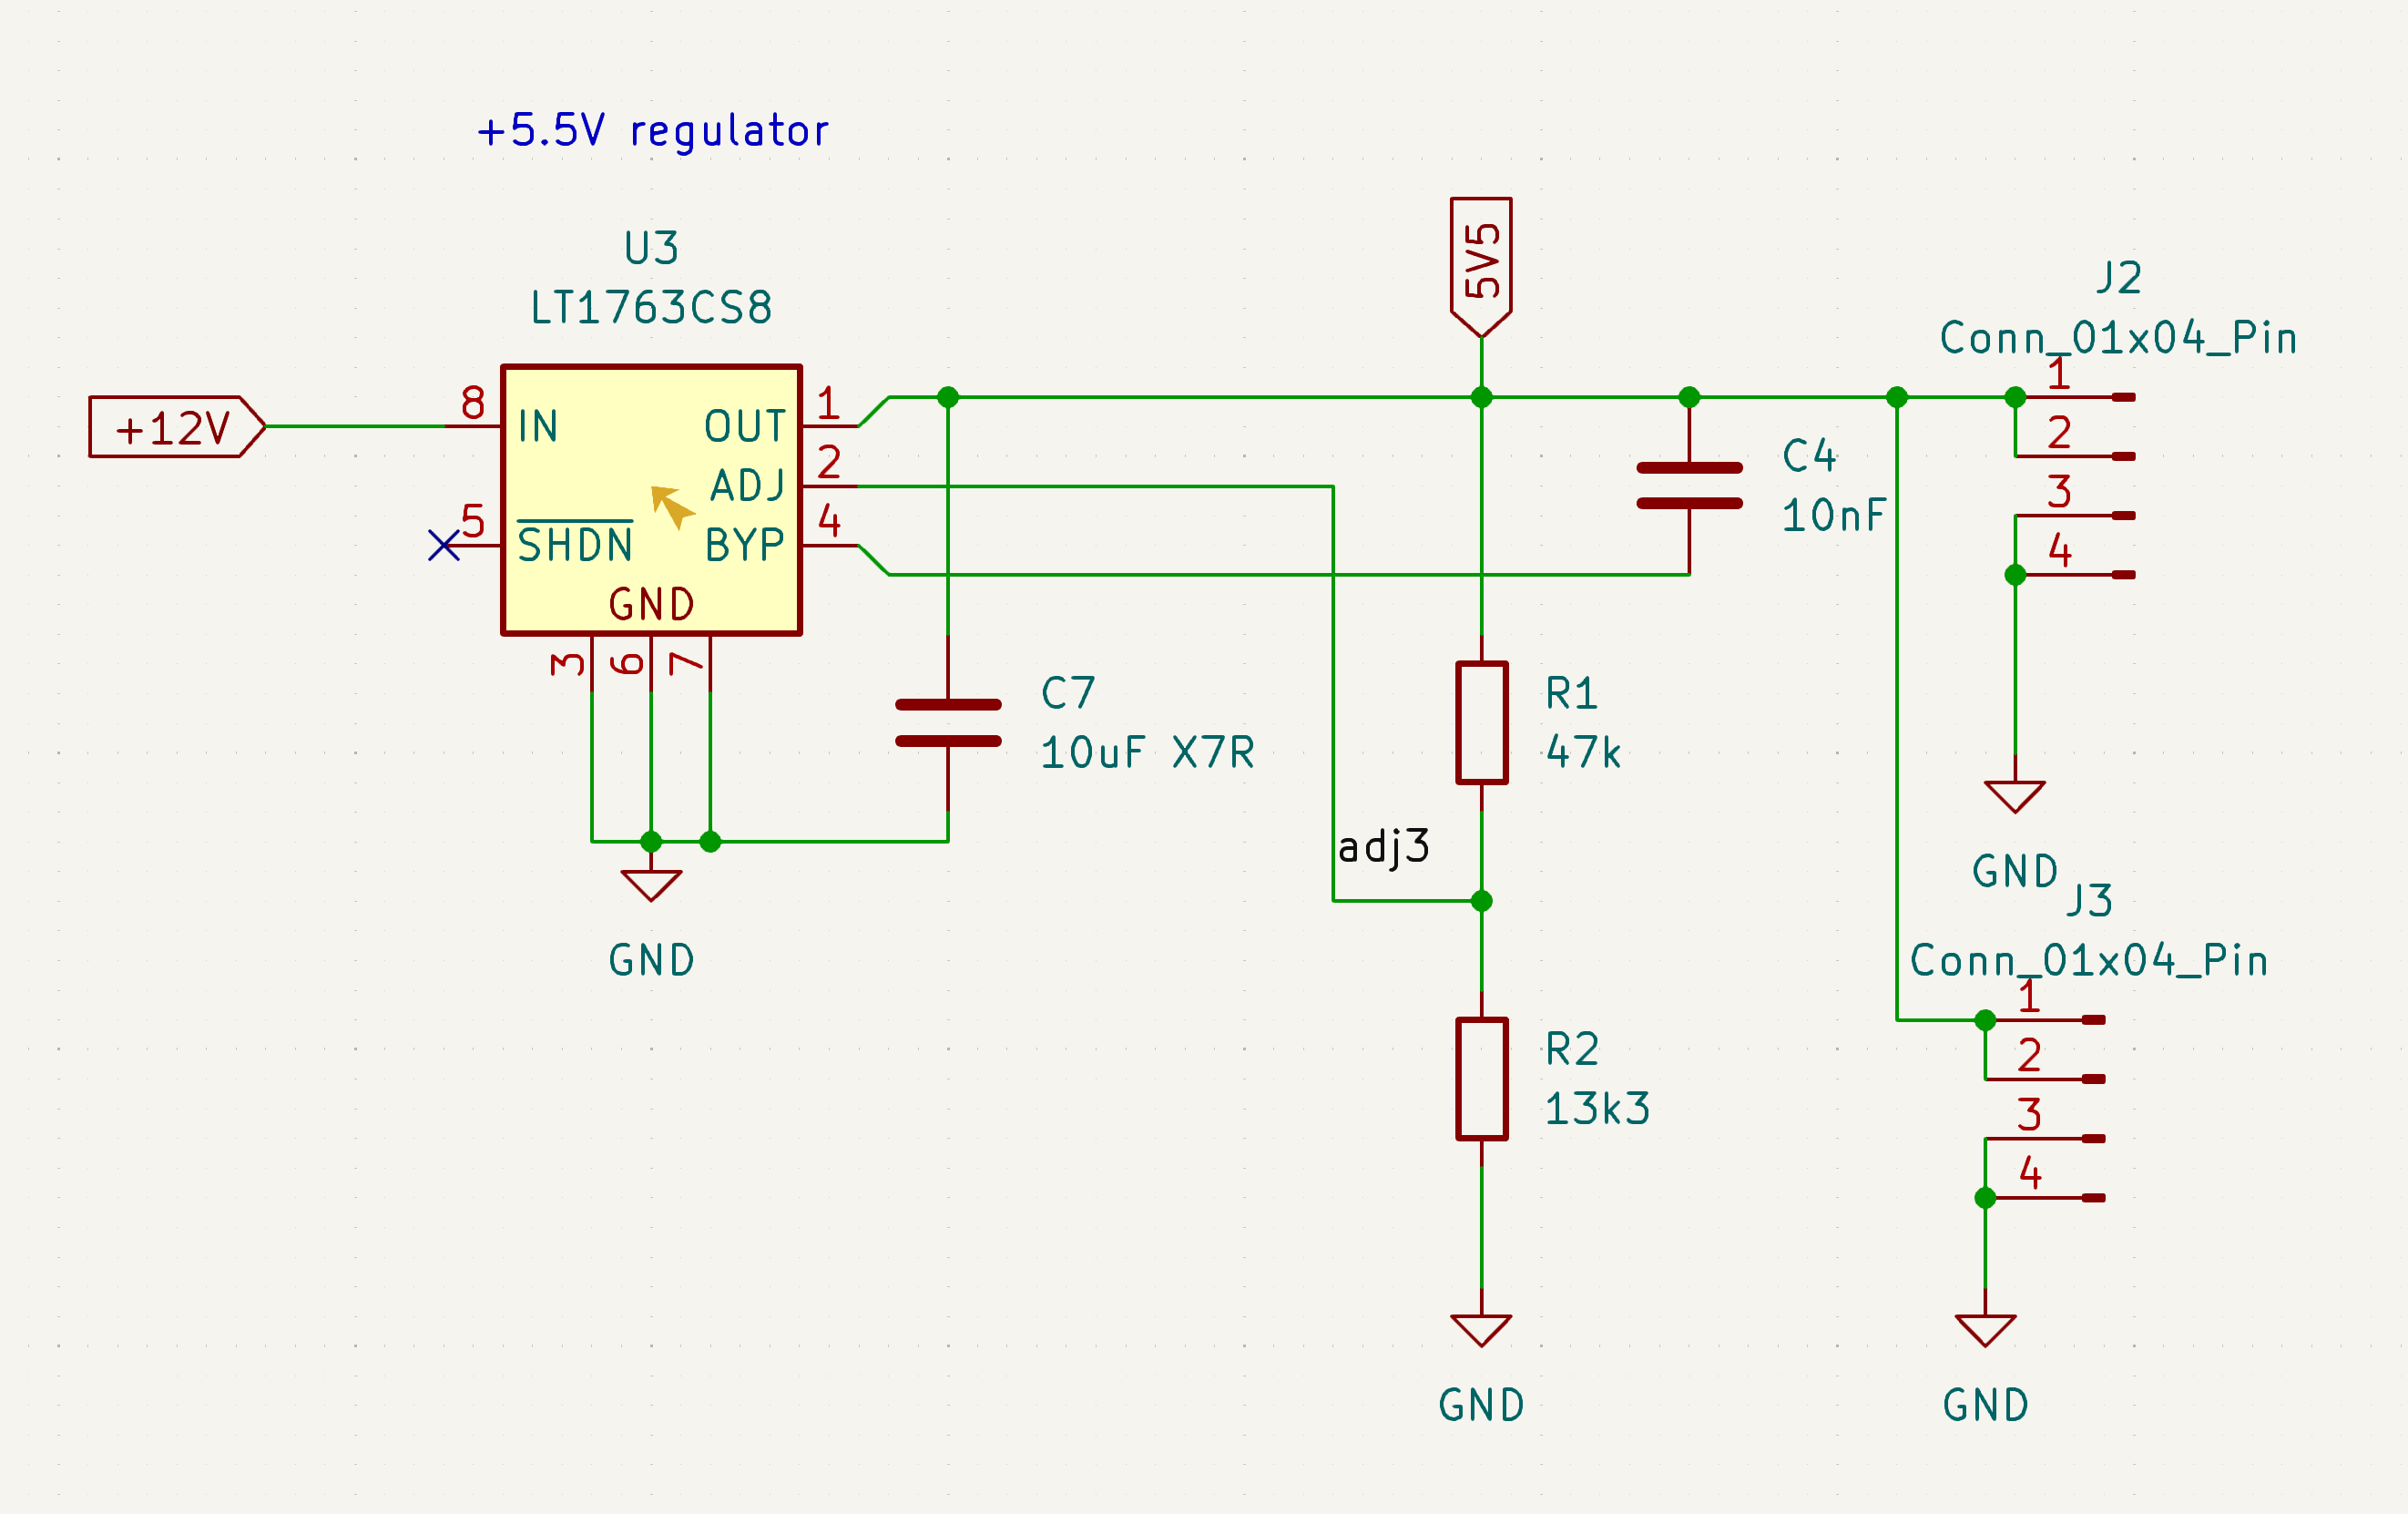 +5.5V regulator
U3
LT1763CS8
+12V
8
IN
OUT
1
2
ADJ
5
SHDN
BYP
4
GND
3
6
7
GND
C7
10uF X7R
5V5
adj3
R1
47k
R2
13k3
GND
C4
10nF
J2
Conn_01x04_Pin
1
2
3
4
GND
J3
Conn_01x04_Pin
1
2
3
4
GND